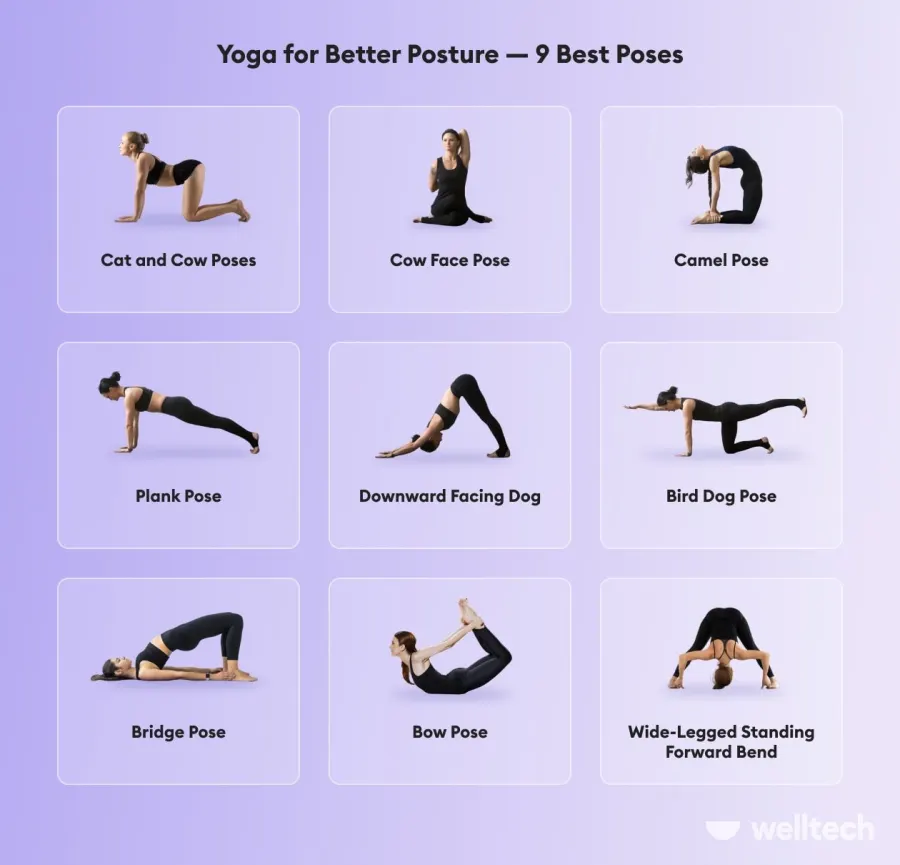 Yoga for Better Posture — 9 Best Poses
Cat and Cow Poses
Cow Face Pose
Camel Pose
Plank Pose
Downward Facing Dog
Bird Dog Pose
Bridge Pose
Bow Pose
Wide-Legged Standing
Forward Bend
welltech